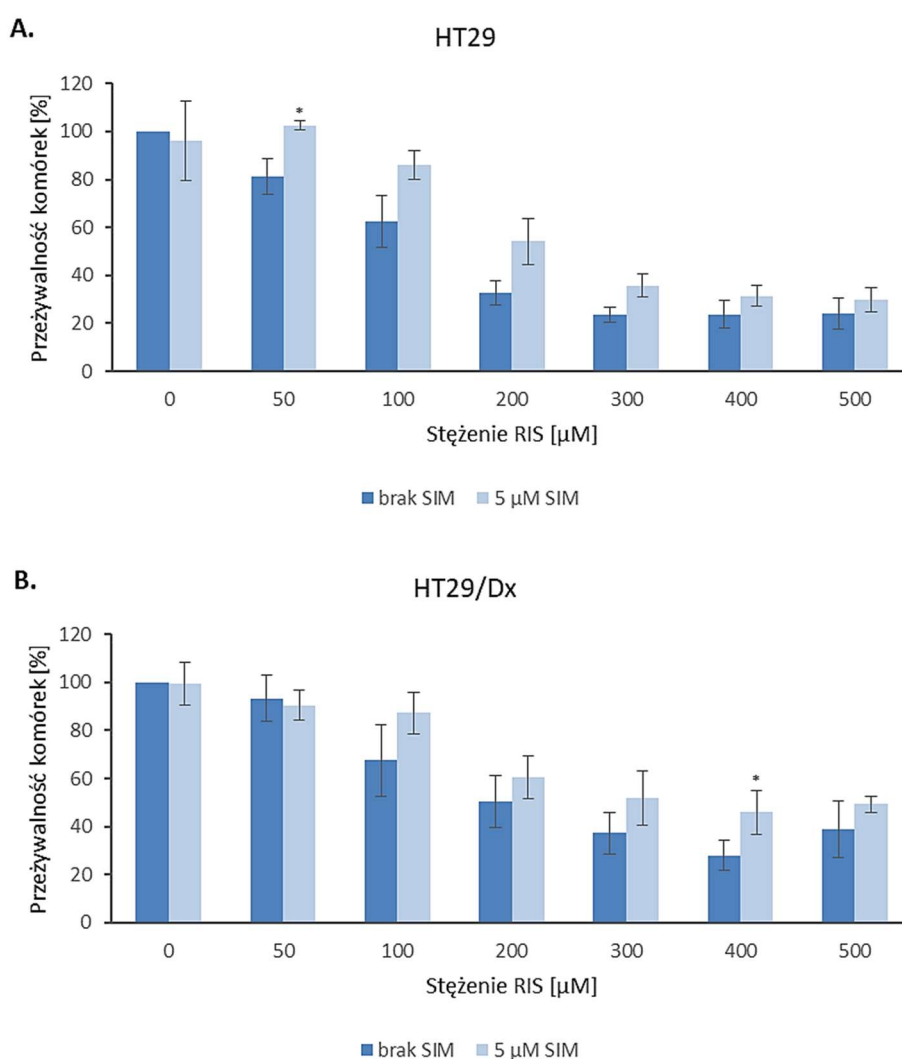 A.
HT29
Przeżywalność komórek [%]
120
100
80
60
40
20
0
*
0 50 100 200 300 400 500
Stężenie RIS [µM]
brak SIM 5 µM SIM
B.
HT29/Dx
Przeżywalność komórek [%]
120
100
80
60
40
20
0
*
0 50 100 200 300 400 500
Stężenie RIS [µM]
brak SIM 5 µM SIM